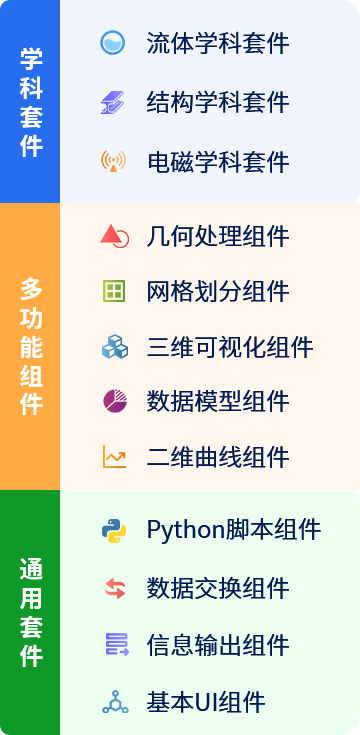 学科套件
流体学科套件
结构学科套件
电磁学科套件
多功能组件
几何处理组件
网格划分组件
三维可视化组件
数据模型组件
二维曲线组件
通用套件
Python脚本组件
数据交换组件
信息输出组件
基本UI组件